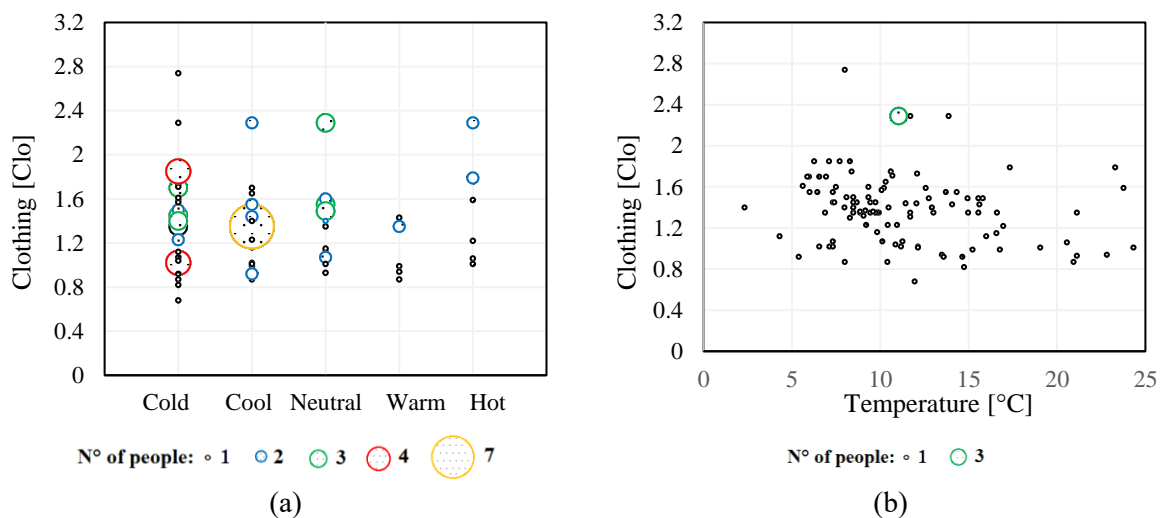 3.2
2.8
2.4
2
1.6
1.2
0.8
0.4
0
Clothing [Clo]
Cold Cool Neutral Warm Hot
N° of people: 1 2 3 4 7
(a)
3.2
2.8
2.4
2
1.6
1.2
0.8
0.4
0
Clothing [Clo]
0 5 10 15 20 25
Temperature [°C]
N° of people: 1 3
(b)